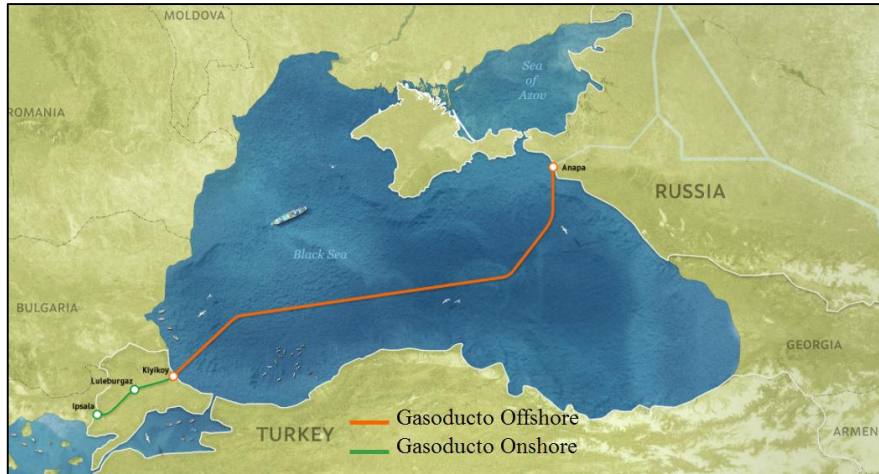 MOLDOVA
Sea
of
Azov
ROMANIA
Anapa
RUSSIA
Black Sea
BULGARIA
GEORGIA
Kiyikoy
Luleburgaz
Ipsala
Gasoducto Offshore
TURKEY
Gasoducto Onshore
ARMEN